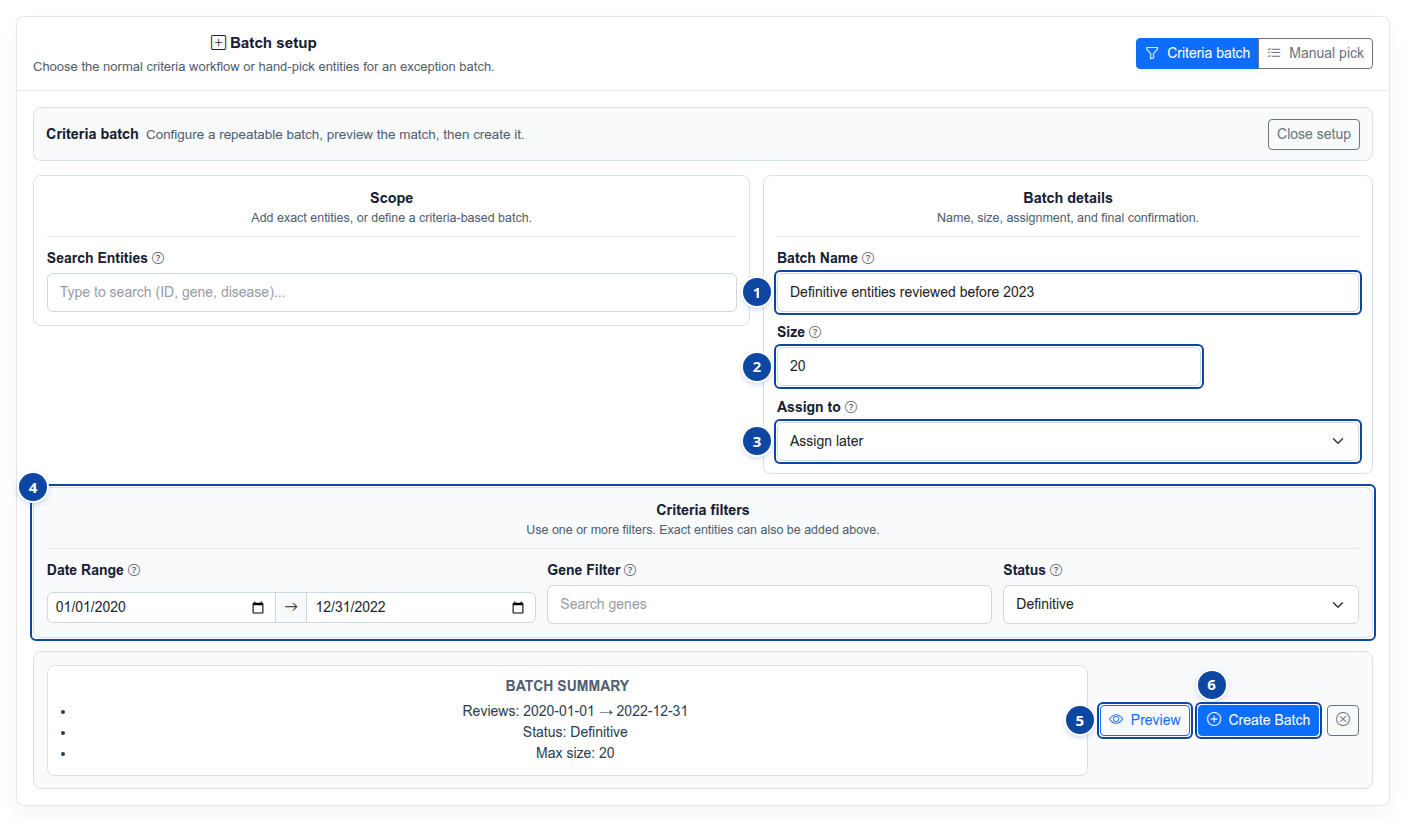 Batch setup
Choose the normal criteria workflow or hand-pick entities for an exception batch.
Criteria batch
Manual pick
Criteria batch Configure a repeatable batch, preview the match, then create it.
Close setup
Scope
Add exact entities, or define a criteria-based batch.
Search Entities ?
Type to search (ID, gene, disease)...
Batch details
Name, size, assignment, and final confirmation.
Batch Name ?
1
Definitive entities reviewed before 2023
Size ?
2
20
Assign to ?
3
Assign later
4
Criteria filters
Use one or more filters. Exact entities can also be added above.
Date Range ?
01/01/2020 → 12/31/2022
Gene Filter ?
Search genes
Status ?
Definitive
BATCH SUMMARY
• Reviews: 2020-01-01 → 2022-12-31
• Status: Definitive
• Max size: 20
5
Preview
6
Create Batch